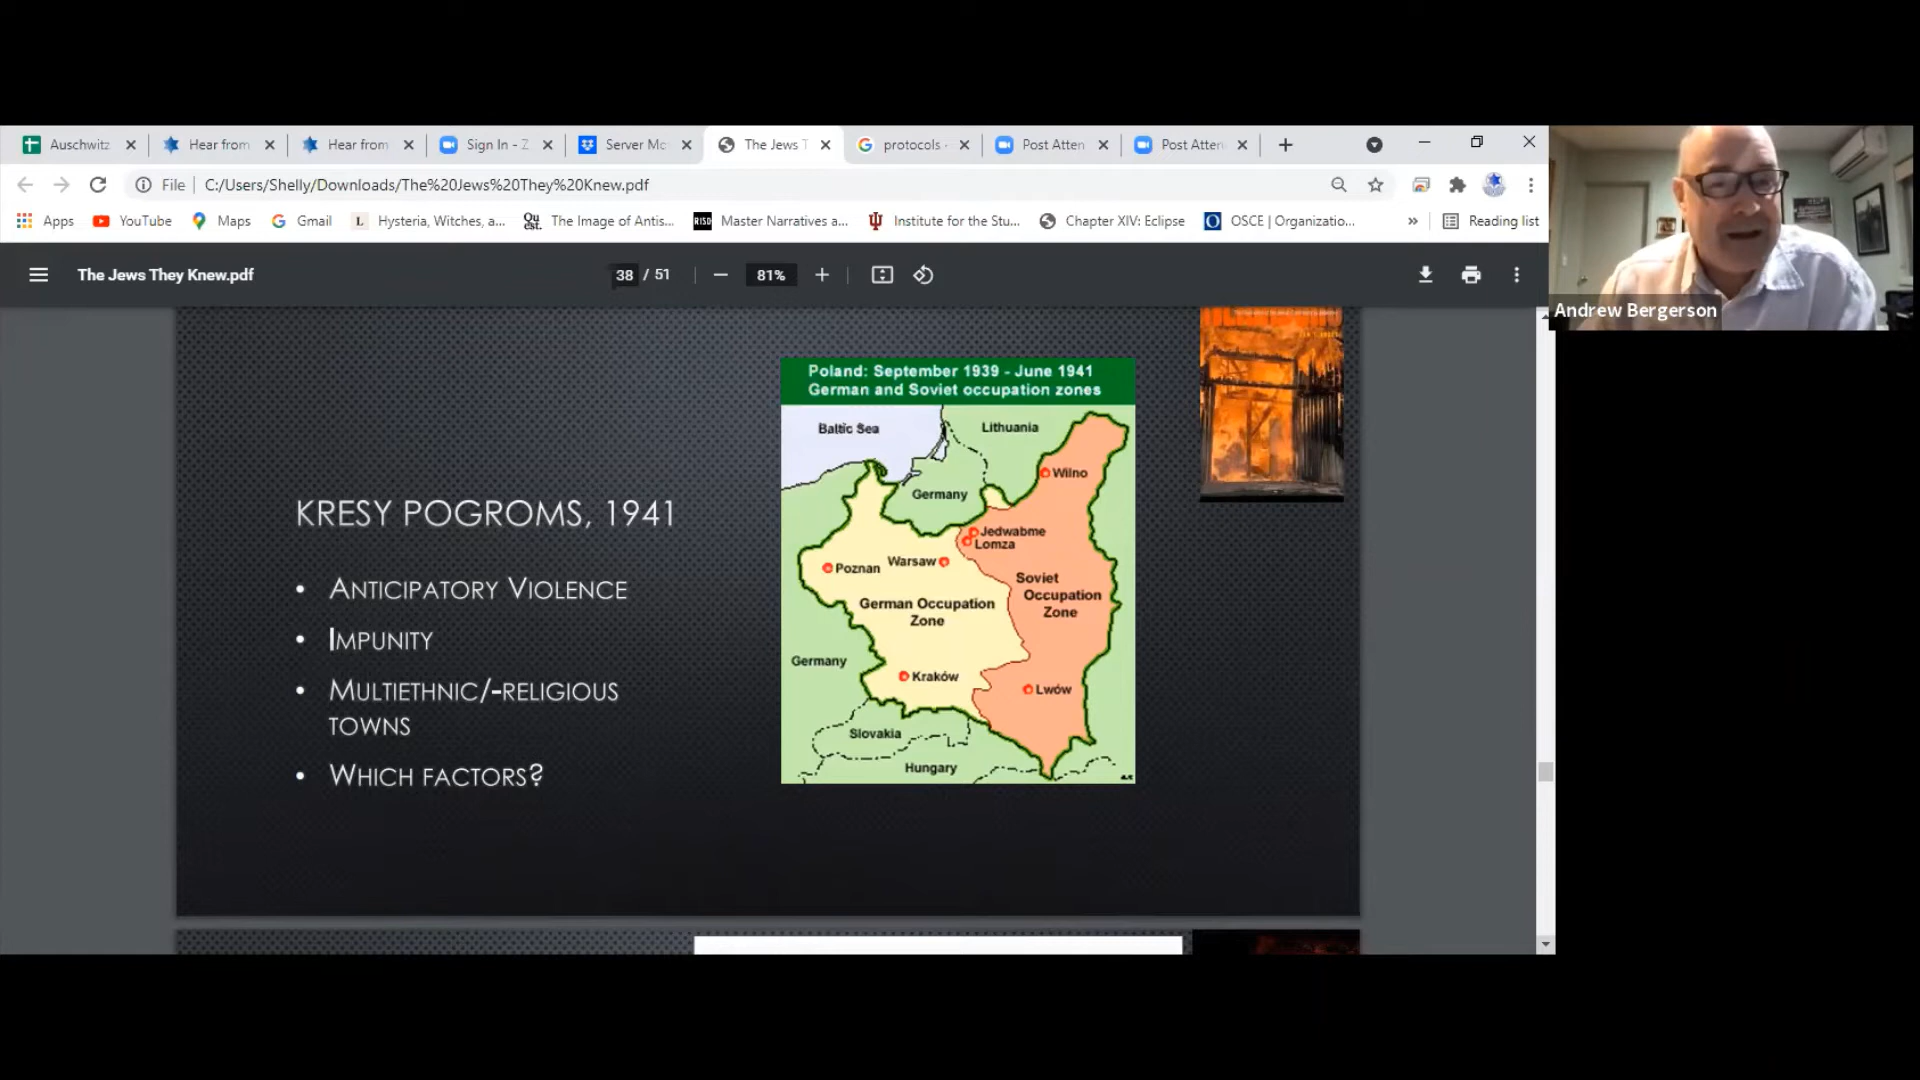 Auschwitz
Hear from
Hear from
Sign In - Z
Server Mc
The Jews T
protocols -
Post Atten
Post Atten
File
C:/Users/Shelly/Downloads/The%20Jews%20They%20Knew.pdf
Apps
YouTube
Maps
Gmail
L
Hysteria, Witches, a...
Qu
est.
The Image of Antis...
RISD
Master Narratives a...
Institute for the Stu...
Chapter XIV: Eclipse
O
OSCE | Organizatio...
»
Reading list
The Jews They Knew.pdf
38 / 51
81%
Andrew Bergerson
KRESY POGROMS, 1941
• ANTICIPATORY VIOLENCE
• IMPUNITY
• MULTIETHNIC/-RELIGIOUS
TOWNS
• WHICH FACTORS?
Poland: September 1939 - June 1941
German and Soviet occupation zones
Baltic Sea
Lithuania
Wilno
Germany
Jedwabme
Lomza
Warsaw
Poznan
Soviet
Occupation
Zone
German Occupation
Zone
Germany
Kraków
Lwów
Slovakia
Hungary